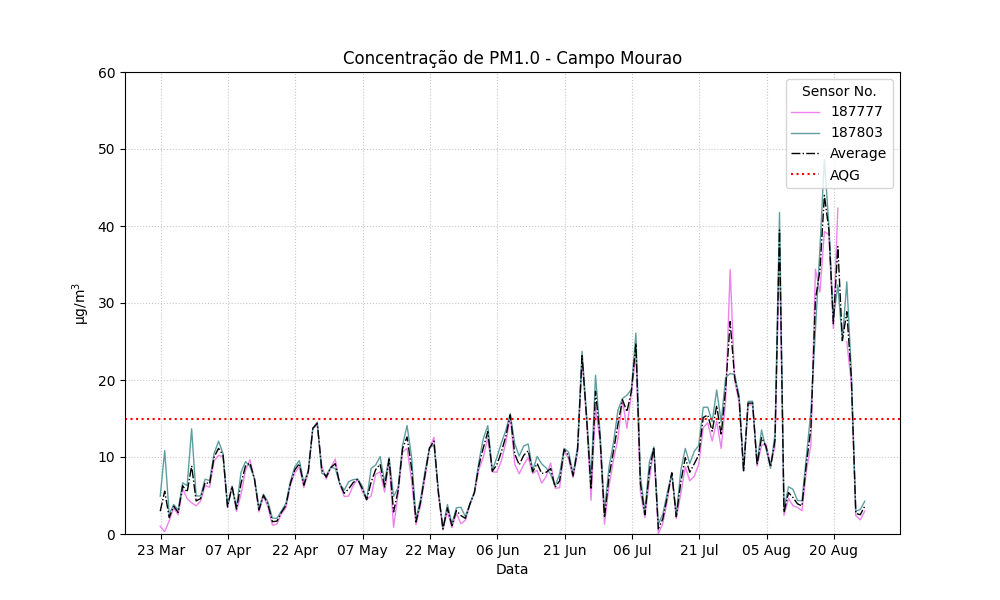 Concentração de PM1.0 - Campo Mourao
Sensor No.
187777
187803
Average
AQG
60
50
40
30
20
10
0
µg/m³
23 Mar
07 Apr
22 Apr
07 May
22 May
06 Jun
21 Jun
06 Jul
21 Jul
05 Aug
20 Aug
Data